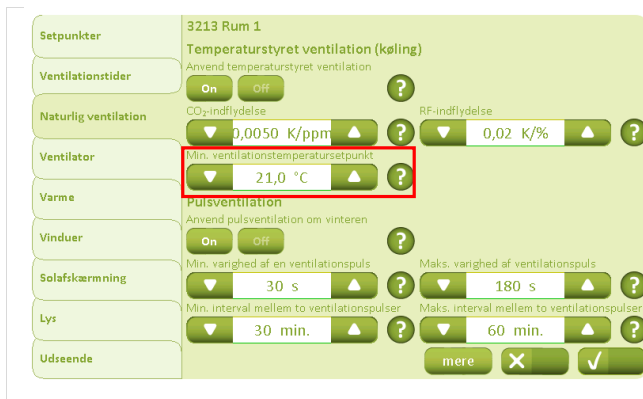 3213 Rum 1
Setpunkter
Ventilationstider
Naturlig ventilation
Ventilator
Varme
Vinduer
Solafskærmning
Lys
Udseende
Temperaturstyret ventilation (køling)
Anvend temperaturstyret ventilation
On Off ?
CO₂-indflydelse RF-indflydelse
0,0050 K/ppm ? 0,02 K/% ?
Min. ventilationstemperatursetpunkt
21,0 °C ?
Pulsventilation
Anvend pulsventilation om vinteren
On Off ?
Min. varighed af en ventilationspuls Maks. varighed af ventilationspuls
30 s ? 180 s ?
Min. interval mellem to ventilationspulser Maks. interval mellem to ventilationspulser
30 min. ? 60 min. ?
mere